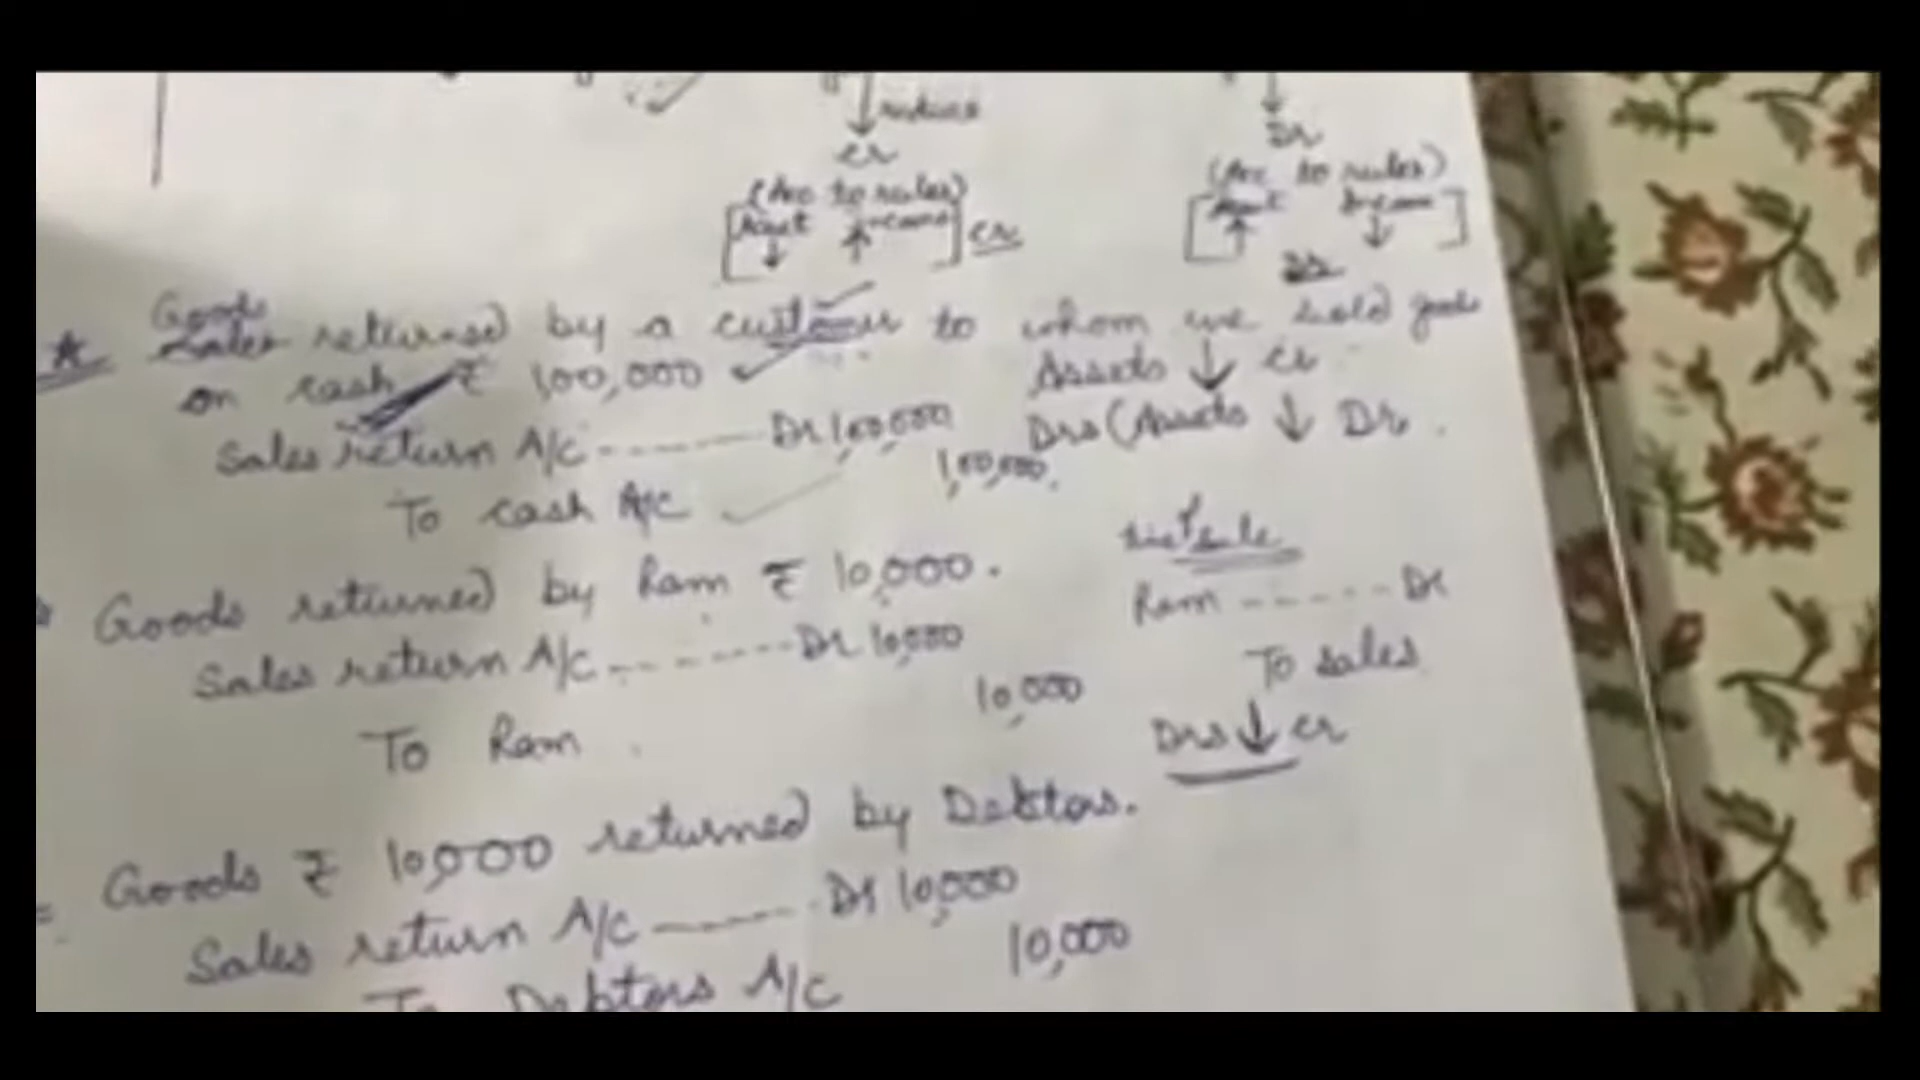 reduce
Cr
Dr
(Acc to rules)
(Acc to rules)
Asset ↓ ↑ Cr
Asset ↑ ↓
Dr
Goods
Sales returned by a customer to whom we sold goods
on cash ₹ 1,00,000
Assets ↓ Cr
Sales return A/c ------- Dr 1,00,000
Drs (Assets ↓ Dr.
To cash A/c
1,00,000.
Goods returned by Ram ₹ 10,000.
sale
Sales return A/c ------- Dr 10,000
Ram ------ Dr
To Ram
10,000
To sales
Drs ↓ Cr
Goods ₹ 10,000 returned by Debtors.
Sales return A/c ------- Dr 10,000
To Debtors A/c
10,000